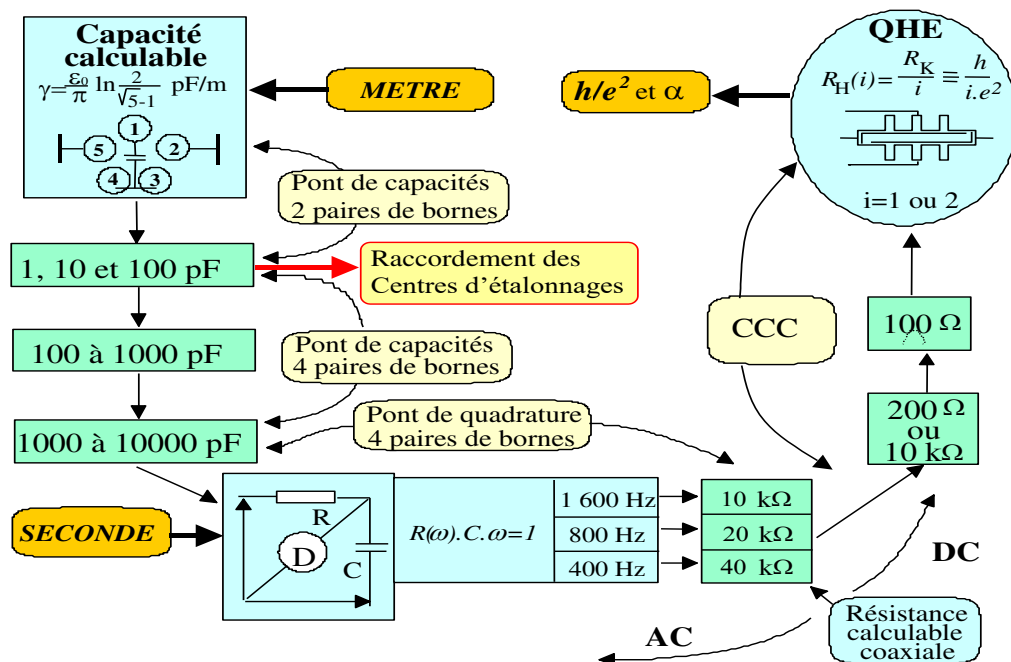 Capacité
calculable
γ=ε0/π ln 2/√5-1 pF/m
1
5
2
4
3
METRE
h/e² et α
QHE
R_H(i)= R_K/i ≡ h/i.e²
i=1 ou 2
Pont de capacités
2 paires de bornes
1, 10 et 100 pF
Raccordement des
Centres d'étalonnages
100 à 1000 pF
Pont de capacités
4 paires de bornes
CCC
100 Ω
1000 à 10000 pF
Pont de quadrature
4 paires de bornes
200 Ω
ou
10 kΩ
SECONDE
R
D
C
R(ω).C.ω=1
1 600 Hz
10 kΩ
800 Hz
20 kΩ
400 Hz
40 kΩ
DC
AC
Résistance
calculable
coaxiale